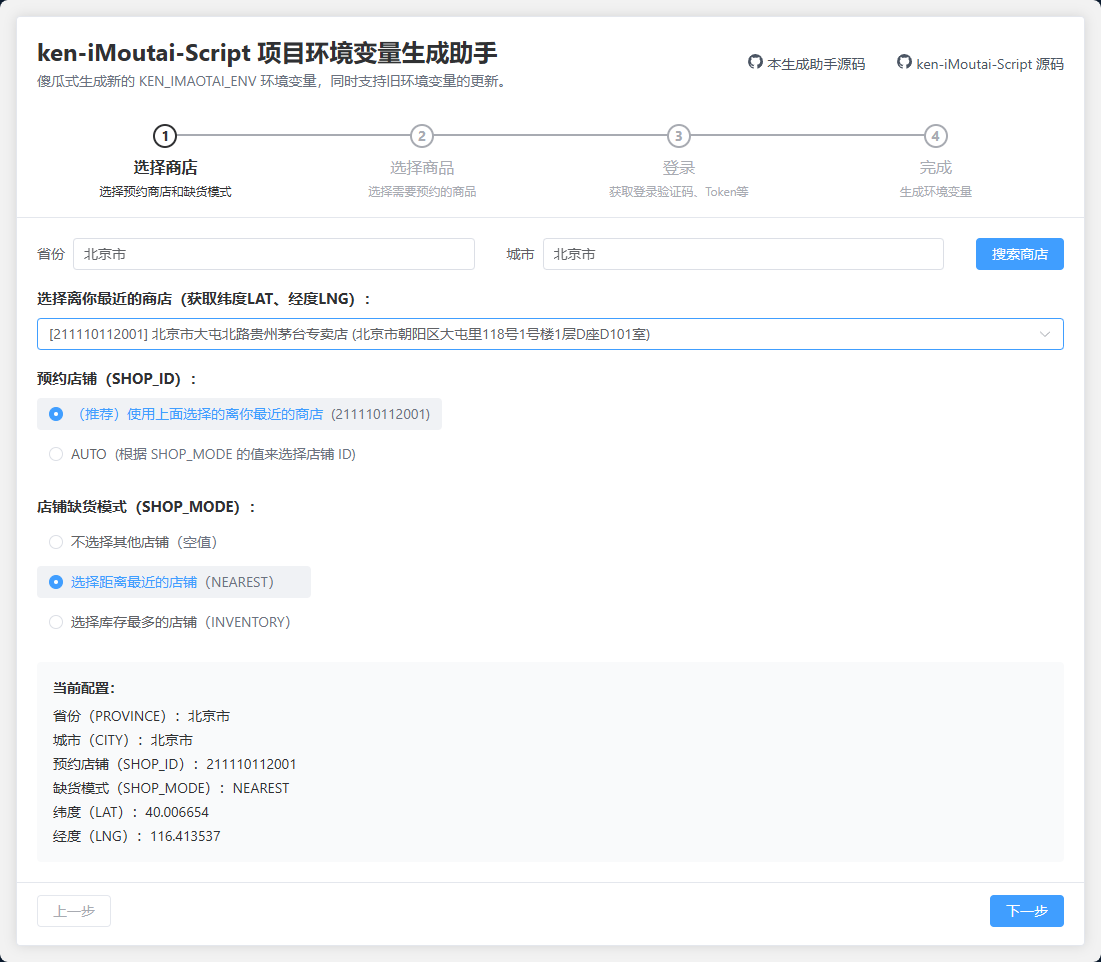 ken-iMoutai-Script 项目环境变量生成助手
傻瓜式生成新的 KEN_IMAOTAI_ENV 环境变量，同时支持旧环境变量的更新。
本生成助手源码
ken-iMoutai-Script 源码
1
选择商店
选择预约商店和缺货模式
2
选择商品
选择需要预约的商品
3
登录
获取登录验证码、Token等
4
完成
生成环境变量
省份 北京市 城市 北京市 搜索商店
选择离你最近的商店（获取纬度LAT、经度LNG）：
[211110112001] 北京市大屯北路贵州茅台专卖店 (北京市朝阳区大屯里118号1号楼1层D座D101室)
预约店铺（SHOP_ID）：
（推荐）使用上面选择的离你最近的商店 (211110112001)
AUTO（根据 SHOP_MODE 的值来选择店铺 ID)
店铺缺货模式（SHOP_MODE）：
不选择其他店铺（空值）
选择距离最近的店铺（NEAREST）
选择库存最多的店铺（INVENTORY）
当前配置：
省份（PROVINCE）：北京市
城市（CITY）：北京市
预约店铺（SHOP_ID）：211110112001
缺货模式（SHOP_MODE）：NEAREST
纬度（LAT）：40.006654
经度（LNG）：116.413537
上一步 下一步